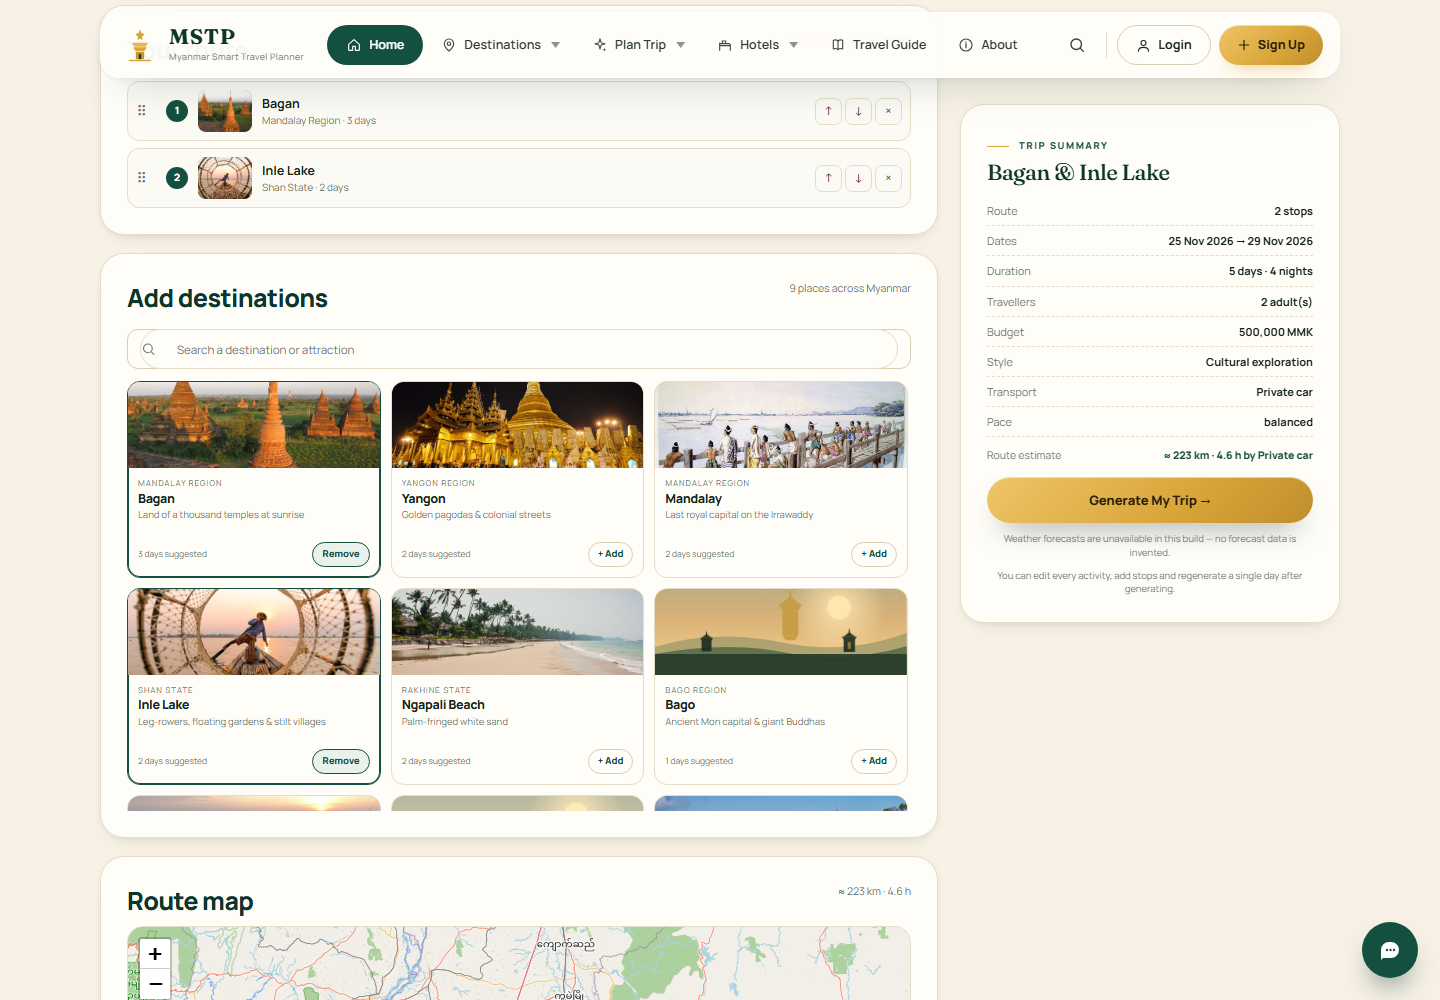 MSTP
Myanmar Smart Travel Planner
Home
Destinations
Plan Trip
Hotels
Travel Guide
About
Login
+ Sign Up
1
Bagan
Mandalay Region · 3 days
↑ ↓ ×
2
Inle Lake
Shan State · 2 days
↑ ↓ ×
Add destinations
9 places across Myanmar
Search a destination or attraction
MANDALAY REGION
Bagan
Land of a thousand temples at sunrise
3 days suggested
Remove
YANGON REGION
Yangon
Golden pagodas & colonial streets
2 days suggested
+ Add
MANDALAY REGION
Mandalay
Last royal capital on the Irrawaddy
2 days suggested
+ Add
SHAN STATE
Inle Lake
Leg-rowers, floating gardens & stilt villages
2 days suggested
Remove
RAKHINE STATE
Ngapali Beach
Palm-fringed white sand
2 days suggested
+ Add
BAGO REGION
Bago
Ancient Mon capital & giant Buddhas
1 days suggested
+ Add
Route map
≈ 223 km · 4.6 h
+
−
ကျောက်ဆည်
TRIP SUMMARY
Bagan & Inle Lake
Route 2 stops
Dates 25 Nov 2026 → 29 Nov 2026
Duration 5 days · 4 nights
Travellers 2 adult(s)
Budget 500,000 MMK
Style Cultural exploration
Transport Private car
Pace balanced
Route estimate ≈ 223 km · 4.6 h by Private car
Generate My Trip →
Weather forecasts are unavailable in this build — no forecast data is
invented.
You can edit every activity, add stops and regenerate a single day after
generating.